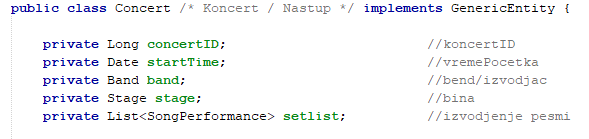 public class Concert /* Koncert / Nastup */ implements GenericEntity {
private Long concertID; //koncertID
private Date startTime; //vremePocetka
private Band band; //bend/izvodjac
private Stage stage; //bina
private List<SongPerformance> setlist; //izvodjenje pesmi